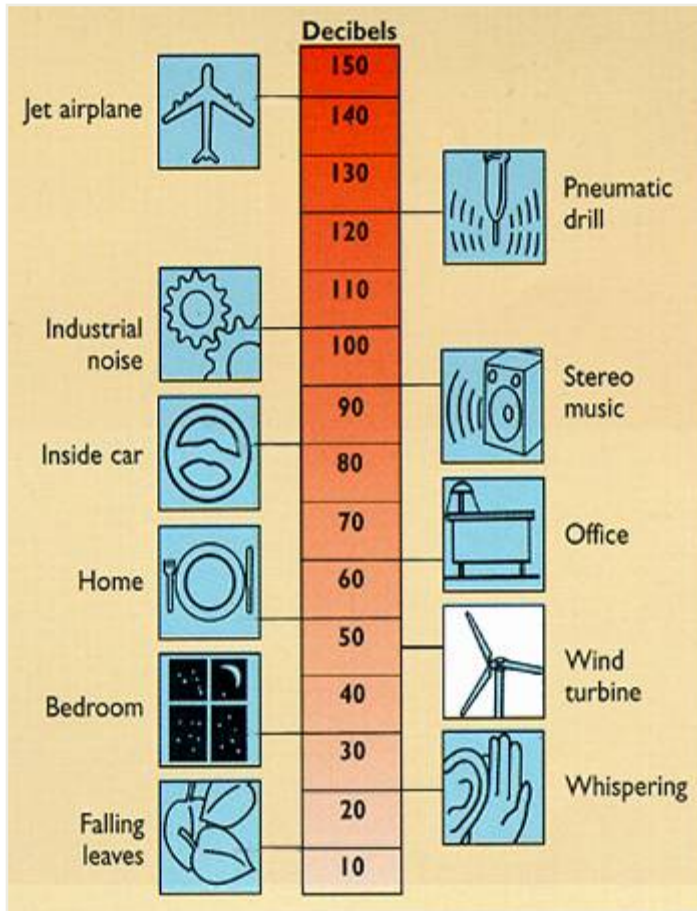 Decibels
150
Jet airplane
140
130
Pneumatic
drill
120
110
Industrial
noise
100
Stereo
music
90
Inside car
80
70
Office
Home
60
50
Wind
turbine
Bedroom
40
30
Whispering
20
Falling
leaves
10